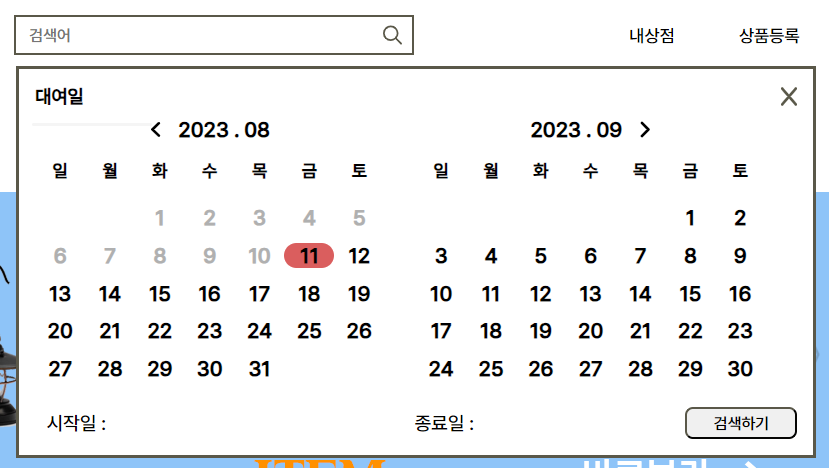 검색어
내상점 상품등록
대여일
2023 . 08
일 월 화 수 목 금 토
1 2 3 4 5
6 7 8 9 10 11 12
13 14 15 16 17 18 19
20 21 22 23 24 25 26
27 28 29 30 31
2023 . 09
일 월 화 수 목 금 토
1 2
3 4 5 6 7 8 9
10 11 12 13 14 15 16
17 18 19 20 21 22 23
24 25 26 27 28 29 30
시작일 :
종료일 :
검색하기
ITEM